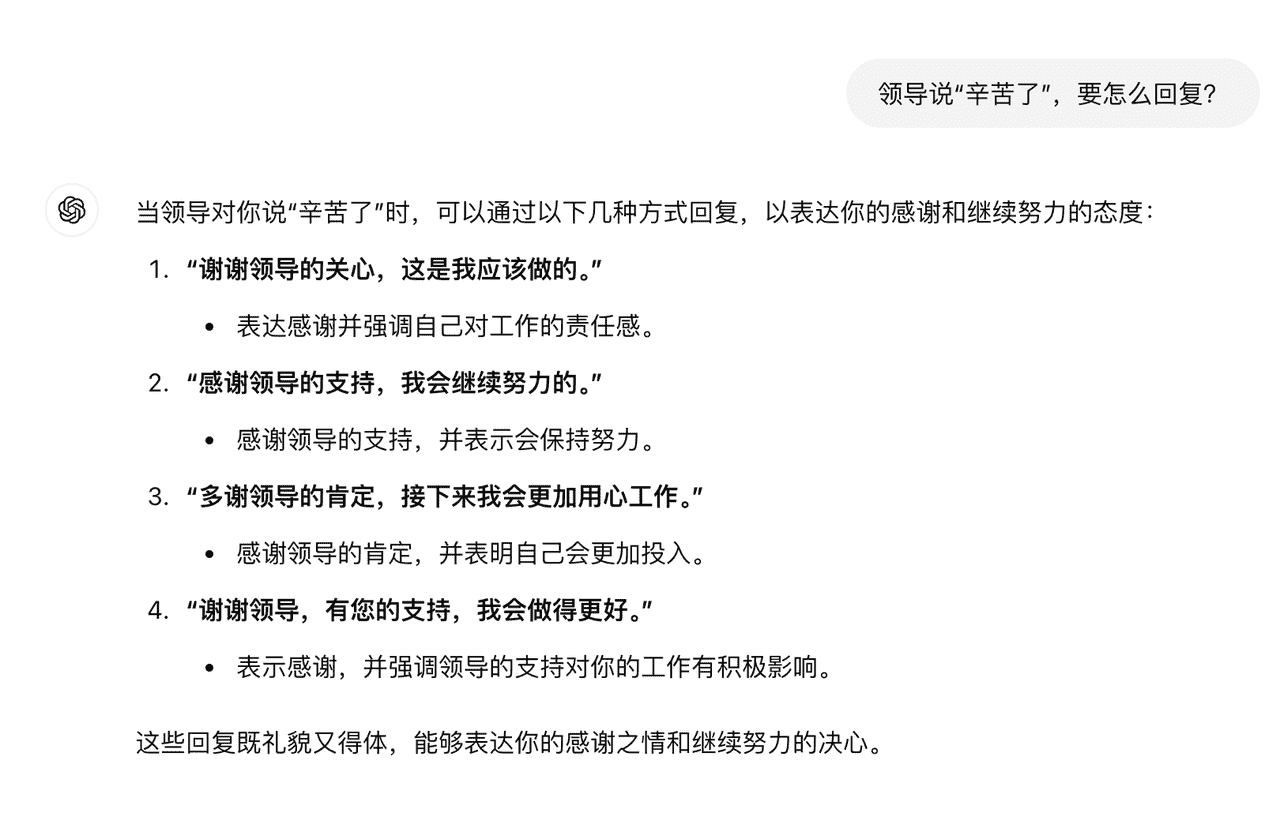 领导说“辛苦了”，要怎么回复？
当领导对你说“辛苦了”时，可以通过以下几种方式回复，以表达你的感谢和继续努力的态度：
1. “谢谢领导的关心，这是我应该做的。”
• 表达感谢并强调自己对工作的责任感。
2. “感谢领导的支持，我会继续努力的。”
• 感谢领导的支持，并表示会保持努力。
3. “多谢领导的肯定，接下来我会更加用心工作。”
• 感谢领导的肯定，并表明自己会更加投入。
4. “谢谢领导，有您的支持，我会做得更好。”
• 表示感谢，并强调领导的支持对你的工作有积极影响。
这些回复既礼貌又得体，能够表达你的感谢之情和继续努力的决心。